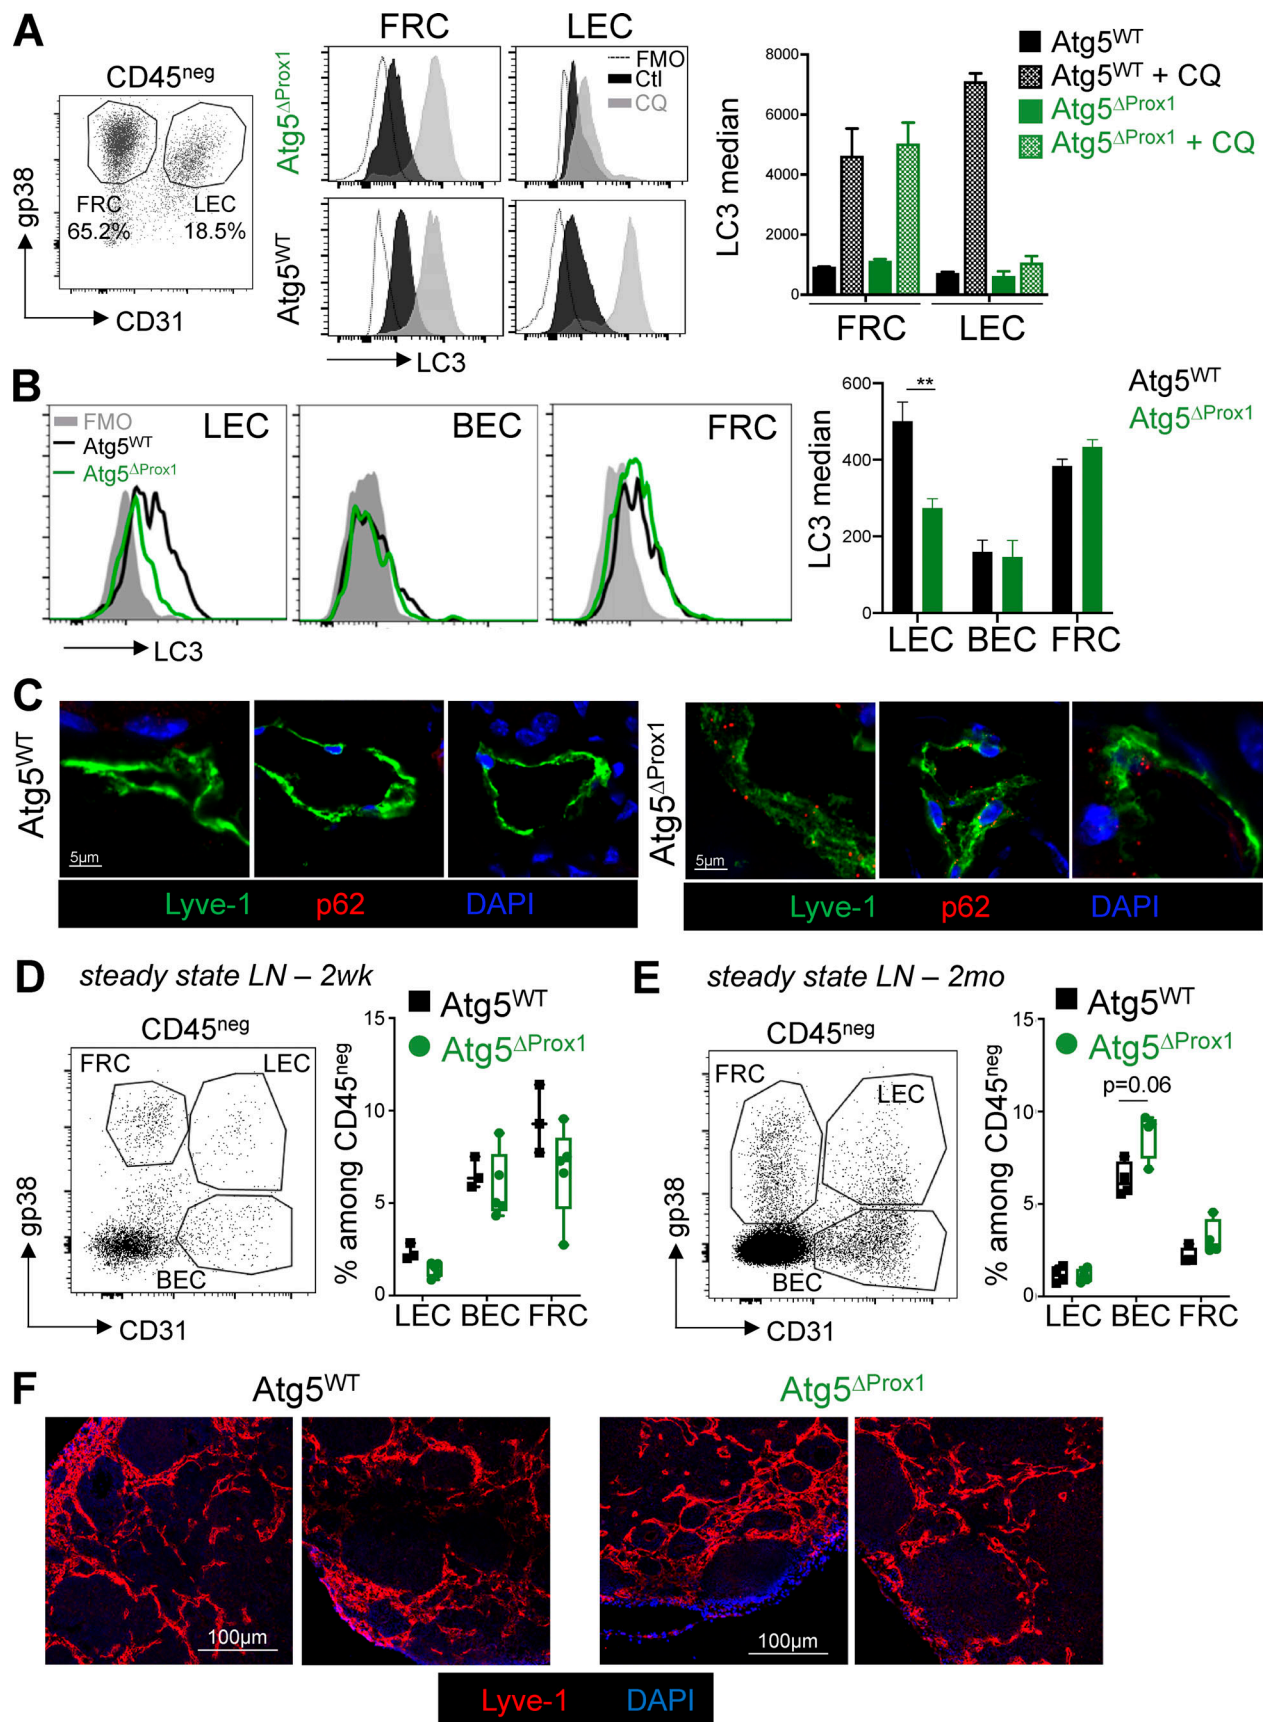 A
CD45neg
gp38
CD31
FRC
65.2%
LEC
18.5%
FRC
LEC
Atg5ΔProx1
Atg5WT
FMO
Ctl
CQ
LC3
LC3 median
8000
6000
4000
2000
0
FRC
LEC
Atg5WT
Atg5WT + CQ
Atg5ΔProx1
Atg5ΔProx1 + CQ
B
FMO
Atg5WT
Atg5ΔProx1
LEC
BEC
FRC
LC3
LC3 median
600
400
200
0
**
LEC BEC FRC
Atg5WT
Atg5ΔProx1
C
Atg5WT
5µm
Lyve-1 p62 DAPI
Atg5ΔProx1
5µm
Lyve-1 p62 DAPI
D
steady state LN – 2wk
CD45neg
FRC
LEC
BEC
gp38
CD31
% among CD45neg
15
10
5
0
LEC BEC FRC
Atg5WT
Atg5ΔProx1
E
steady state LN – 2mo
CD45neg
FRC
LEC
BEC
gp38
CD31
% among CD45neg
15
10
5
0
p=0.06
LEC BEC FRC
Atg5WT
Atg5ΔProx1
F
Atg5WT
Atg5ΔProx1
100µm
100µm
Lyve-1 DAPI